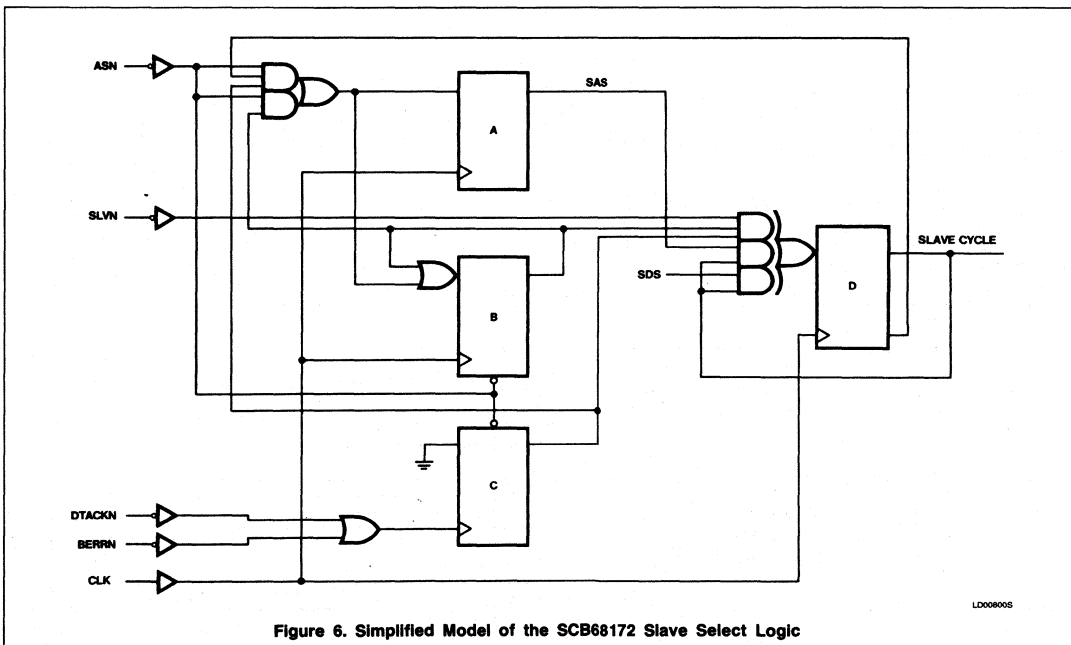 ASN
SAS
A
SLVN
SLAVE CYCLE
SDS
D
B
C
DTACKN
BERRN
CLK
LD00800S
Figure 6. Simplified Model of the SCB68172 Slave Select Logic